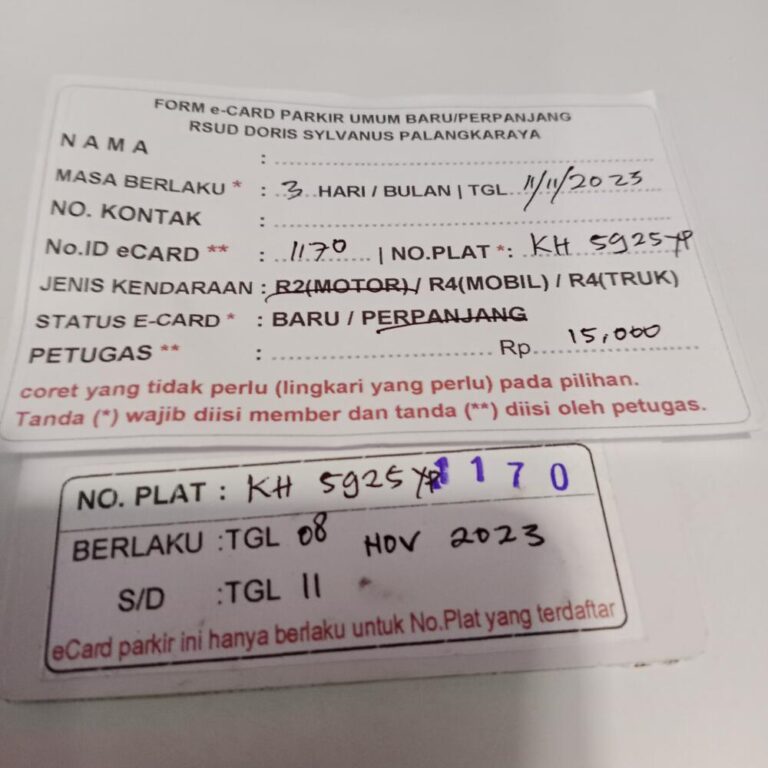 FORM e-CARD PARKIR UMUM BARU/PERPANJANG
RSUD DORIS SYLVANUS PALANGKARAYA
NAMA :
MASA BERLAKU * : 3 HARI / BULAN | TGL 11/11/2023
NO. KONTAK :
No.ID eCARD ** : 1170 | NO.PLAT *: KH 5925 YP
JENIS KENDARAAN : R2(MOTOR) / R4(MOBIL) / R4(TRUK)
STATUS E-CARD * : BARU / PERPANJANG
PETUGAS ** : Rp. 15,000
coret yang tidak perlu (lingkari yang perlu) pada pilihan.
Tanda (*) wajib diisi member dan tanda (**) diisi oleh petugas.
NO. PLAT : KH 5925 YP 1170
BERLAKU :TGL 08 NOV 2023
S/D :TGL 11
eCard parkir ini hanya berlaku untuk No.Plat yang terdaftar